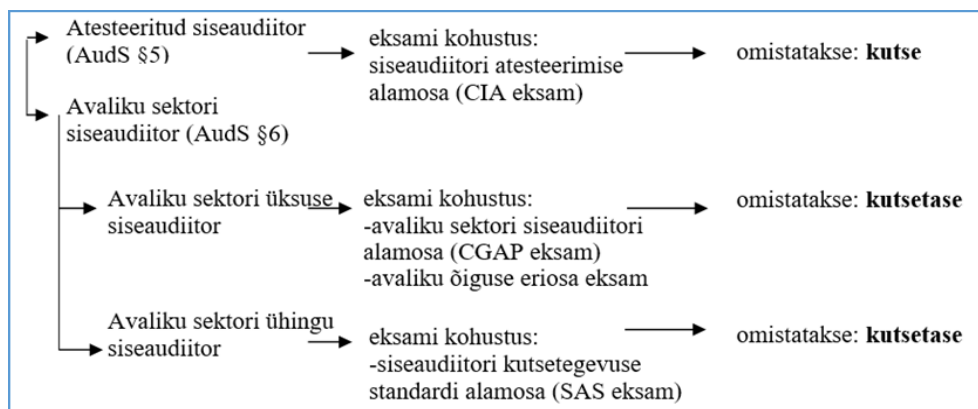 Atesteeritud siseaudiitor
(AudS §5)
eksami kohustus:
siseaudiitori atesteerimise
alamosa (CIA eksam)
omistatakse: kutse
Avaliku sektori
siseaudiitor (AudS §6)
Avaliku sektori üksuse
siseaudiitor
eksami kohustus:
-avaliku sektori siseaudiitori
alamosa (CGAP eksam)
-avaliku õiguse eriosa eksam
omistatakse: kutsetase
Avaliku sektori ühingu
siseaudiitor
eksami kohustus:
-siseaudiitori kutsetegevuse
standardi alamosa (SAS eksam)
omistatakse: kutsetase